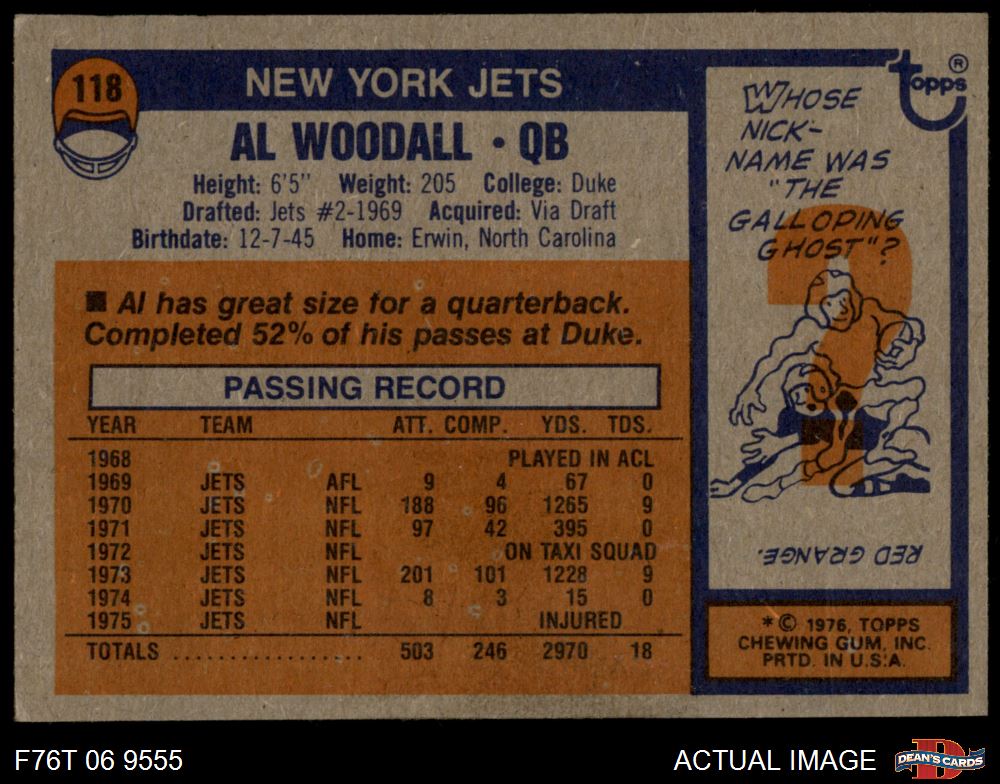 118
NEW YORK JETS
AL WOODALL • QB
Height: 6'5" Weight: 205 College: Duke
Drafted: Jets #2-1969 Acquired: Via Draft
Birthdate: 12-7-45 Home: Erwin, North Carolina
■ Al has great size for a quarterback.
Completed 52% of his passes at Duke.
PASSING RECORD
YEAR TEAM ATT. COMP. YDS. TDS.
1968 PLAYED IN ACL
1969 JETS AFL 9 4 67 0
1970 JETS NFL 188 96 1265 9
1971 JETS NFL 97 42 395 0
1972 JETS NFL ON TAXI SQUAD
1973 JETS NFL 201 101 1228 9
1974 JETS NFL 8 3 15 0
1975 JETS NFL INJURED
TOTALS .................. 503 246 2970 18
Topps ®
WHOSE
NICK-
NAME WAS
"THE
GALLOPING
GHOST"?
?
RED GRANGE.
*© 1976, TOPPS
CHEWING GUM, INC.
PRTD. IN U.S.A.
F76T 06 9555
ACTUAL IMAGE
D
DEAN'S CARDS